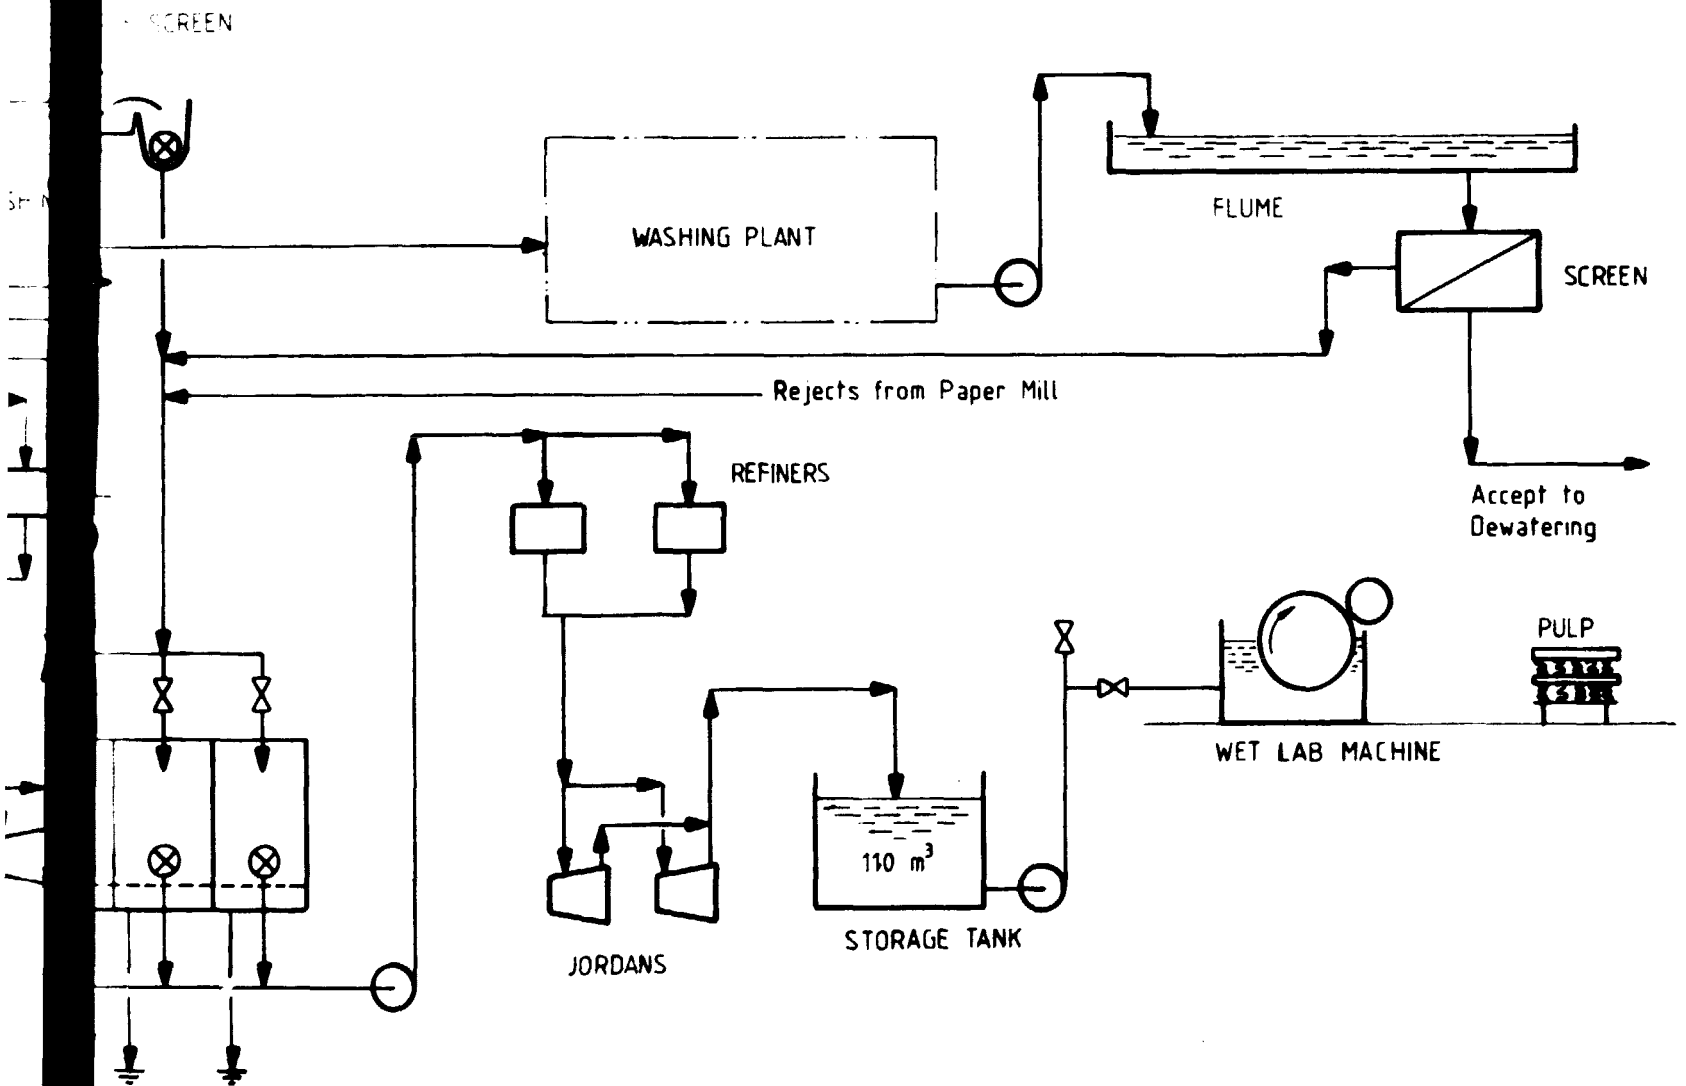 SCREEN
WASHING PLANT
FLUME
SCREEN
Rejects from Paper Mill
REFINERS
Accept to
Dewatering
PULP
WET LAB MACHINE
110 m³
STORAGE TANK
JORDANS